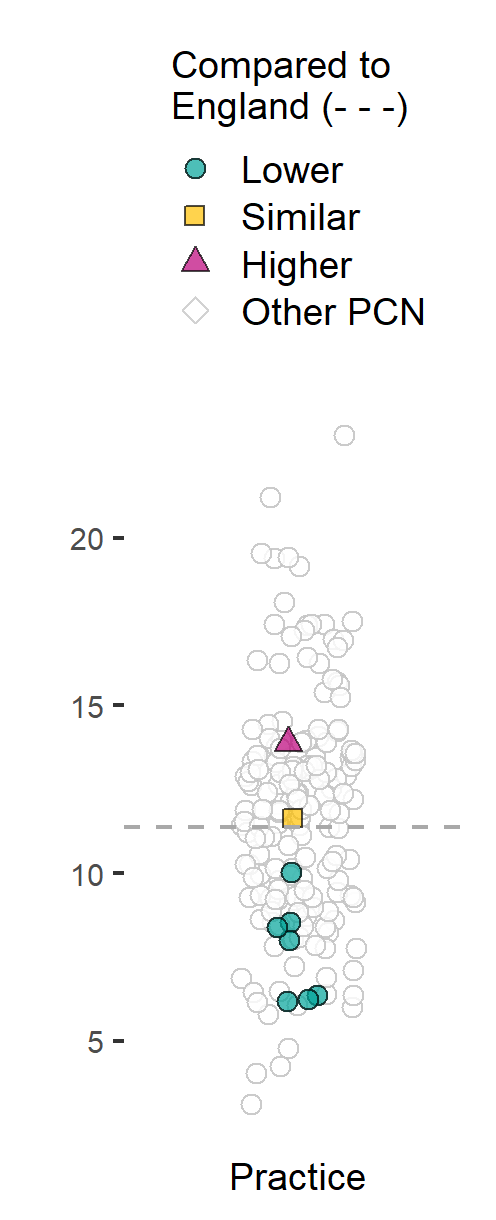 Compared to
England (- - -)
Lower
Similar
Higher
Other PCN
20
15
10
5
Practice